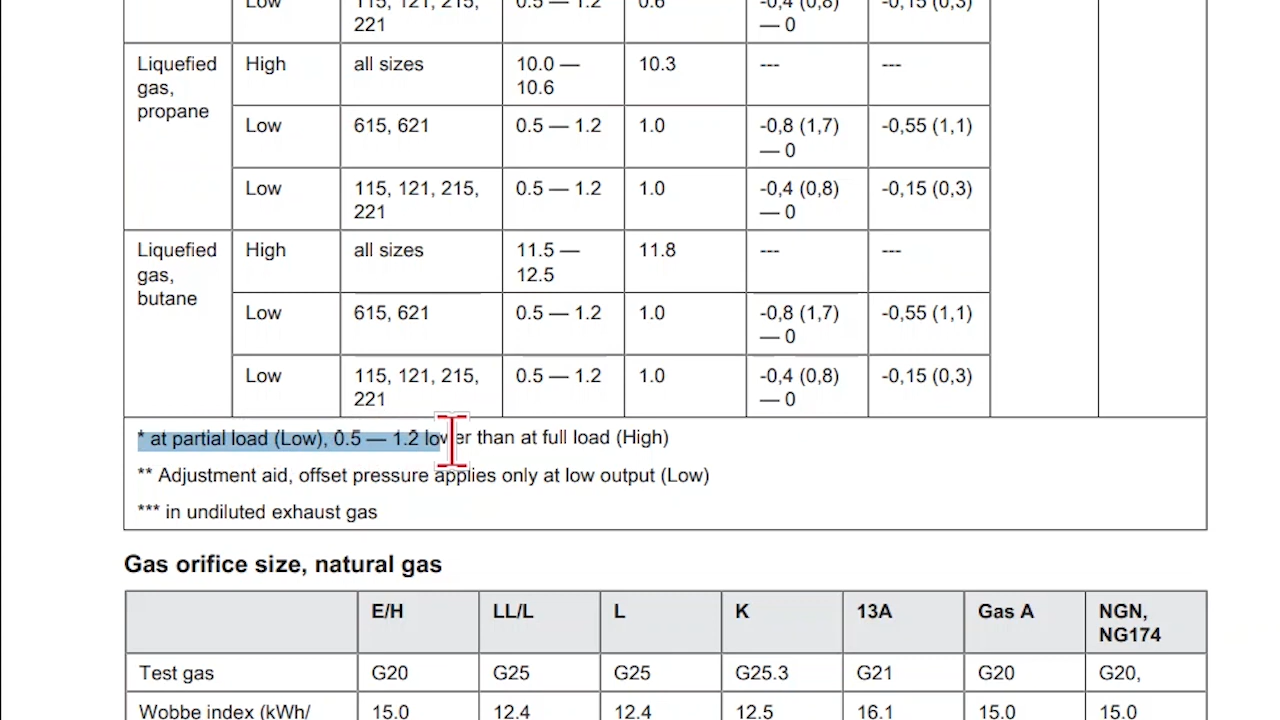 Low 115, 121, 215, 0.5 — 1.2 0.6 -0,4 (0,8) -0,15 (0,3)
221 — 0
Liquefied High all sizes 10.0 — 10.3 --- ---
gas, 10.6
propane
Low 615, 621 0.5 — 1.2 1.0 -0,8 (1,7) -0,55 (1,1)
— 0
Low 115, 121, 215, 0.5 — 1.2 1.0 -0,4 (0,8) -0,15 (0,3)
221 — 0
Liquefied High all sizes 11.5 — 11.8 --- ---
gas, 12.5
butane
Low 615, 621 0.5 — 1.2 1.0 -0,8 (1,7) -0,55 (1,1)
— 0
Low 115, 121, 215, 0.5 — 1.2 1.0 -0,4 (0,8) -0,15 (0,3)
221 — 0
* at partial load (Low), 0.5 — 1.2 lower than at full load (High)
** Adjustment aid, offset pressure applies only at low output (Low)
*** in undiluted exhaust gas
Gas orifice size, natural gas
E/H LL/L L K 13A Gas A NGN,
NG174
Test gas G20 G25 G25 G25.3 G21 G20 G20,
Wobbe index (kWh/ 15.0 12.4 12.4 12.5 16.1 15.0 15.0